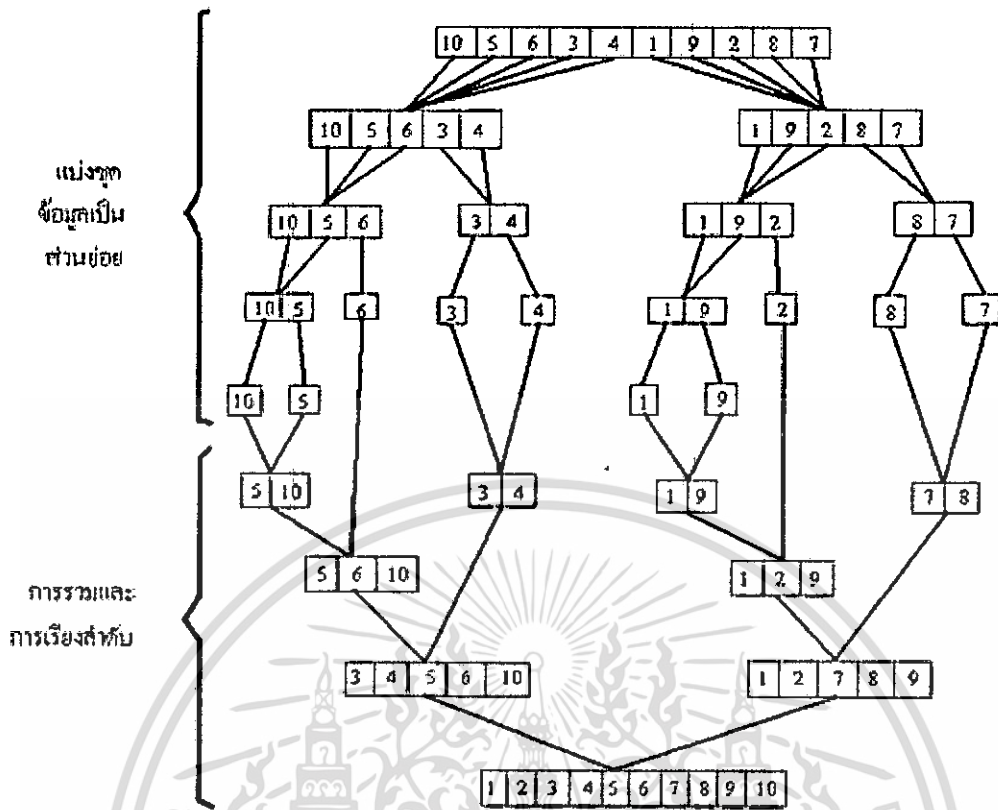 10 5 6 3 4 1 9 2 8 7
10 5 6 3 4 1 9 2 8 7
แบ่งชุด
ข้อมูลเป็น
ส่วนย่อย
10 5 6 3 4 1 9 2 8 7
10 5 6 3 4 1 9 2 8 7
10 5 1 9
5 10 3 4 1 9 7 8
5 6 10 1 2 9
การรวมและ
การเรียงลำดับ
3 4 5 6 10 1 2 7 8 9
1 2 3 4 5 6 7 8 9 10